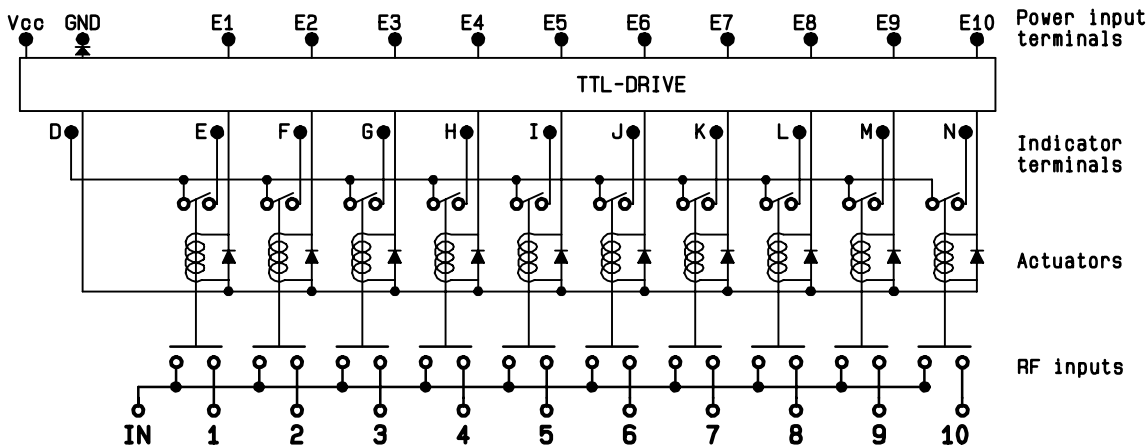 Vcc GND E1 E2 E3 E4 E5 E6 E7 E8 E9 E10 Power input
terminals
TTL-DRIVE
D E F G H I J K L M N Indicator
terminals
Actuators
RF inputs
IN 1 2 3 4 5 6 7 8 9 10